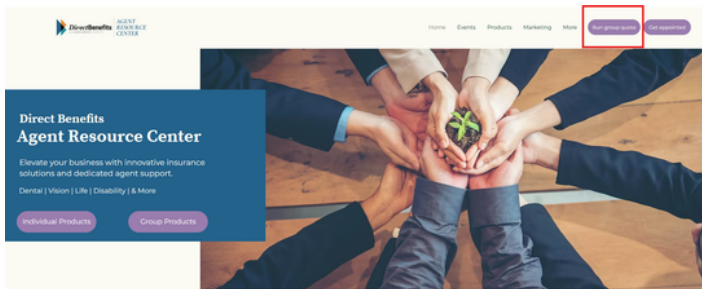 DirectBenefits
AGENT
RESOURCE
CENTER
Home Events Products Marketing More Run group quote Get appointed
Direct Benefits
Agent Resource Center
Elevate your business with innovative insurance
solutions and dedicated agent support.
Dental | Vision | Life | Disability | & More
Individual Products Group Products